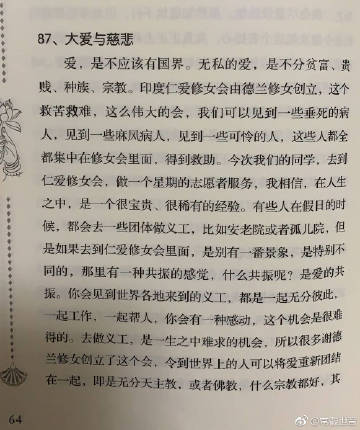 87、大爱与慈悲
爱，是不应该有国界。无私的爱，是不分贫富、贵
贱、种族、宗教。印度仁爱修女会由德兰修女创立，这个
救苦救难，这么伟大的会，我们可以见到一些垂死的病
人，见到一些麻风病人，见到一些可怜的人，这些人都全
都集中在修女会里面，得到救助。今次我们的同学，去到
仁爱修女会，做一个星期的志愿者服务，我相信，在人生
之中，是一个很宝贵、很稀有的经验。有些人在假日的时
候，都会去一些团体做义工，比如安老院或者孤儿院，但
是如果去到仁爱修女会里面，是别有一番景象，是特别不
同的，那里有一种共振的感觉，什么共振呢？是爱的共
振。你会见到世界各地来到的义工，都是一起无分彼此，
一起工作，一起帮人，你会有一种感动，这个机会是很难
得的。去做义工，是一生之中难求的机会，所以很多谢德
兰修女创立了这个会，令到世界上的人可以将爱重新团结
在一起，即是无分天主教，或者佛教，什么宗教都好，其
64